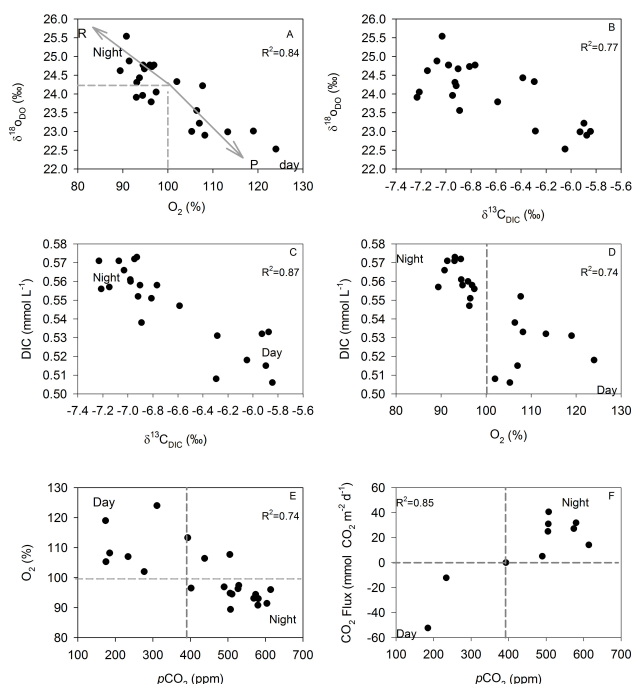 A
R
Night
R²=0.84
P day
26.0
25.5
25.0
24.5
24.0
23.5
23.0
22.5
22.0
δ¹⁸O_DO (‰)
80 90 100 110 120 130
O₂ (%)
B
R²=0.77
26.0
25.5
25.0
24.5
24.0
23.5
23.0
22.5
22.0
δ¹⁸O_DO (‰)
-7.4 -7.2 -7.0 -6.8 -6.6 -6.4 -6.2 -6.0 -5.8 -5.6
δ¹³C_DIC (‰)
C
R²=0.87
Night
Day
0.58
0.57
0.56
0.55
0.54
0.53
0.52
0.51
0.50
DIC (mmol L⁻¹)
-7.4 -7.2 -7.0 -6.8 -6.6 -6.4 -6.2 -6.0 -5.8 -5.6
δ¹³C_DIC (‰)
Night
D
R²=0.74
Day
0.58
0.57
0.56
0.55
0.54
0.53
0.52
0.51
0.50
DIC (mmol L⁻¹)
80 90 100 110 120 130
O₂ (%)
E
Day
R²=0.74
Night
130
120
110
100
90
80
O₂ (%)
100 200 300 400 500 600 700
pCO₂ (ppm)
F
R²=0.85
Night
Day
60
40
20
0
-20
-40
-60
CO₂ Flux (mmol CO₂ m⁻² d⁻¹)
100 200 300 400 500 600 700
pCO₂ (ppm)